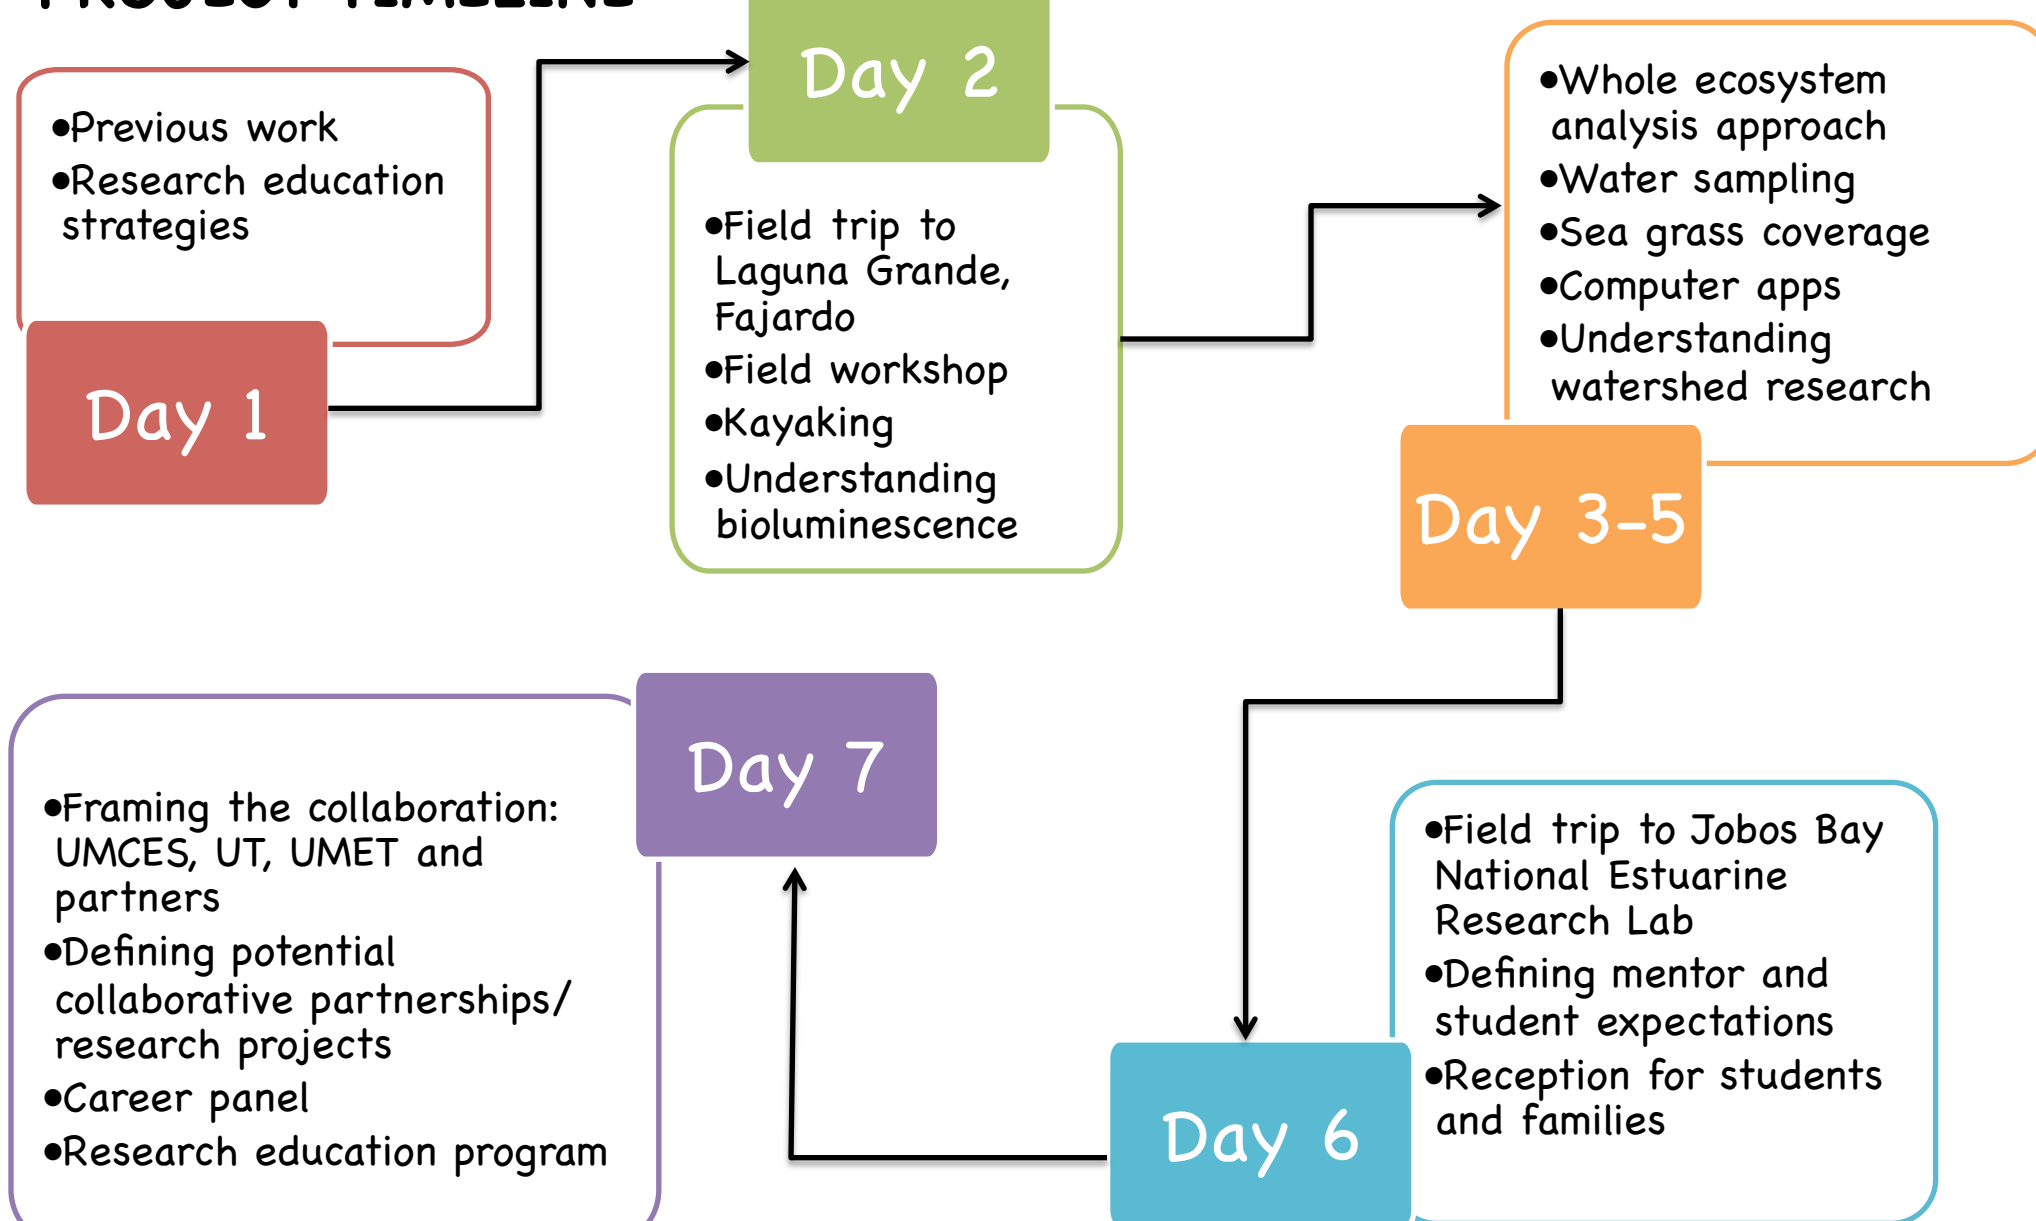 PROJECT TIMELINE
•Previous work
•Research education
strategies
Day 1
Day 2
•Field trip to
Laguna Grande,
Fajardo
•Field workshop
•Kayaking
•Understanding
bioluminescence
•Whole ecosystem
analysis approach
•Water sampling
•Sea grass coverage
•Computer apps
•Understanding
watershed research
Day 3-5
•Field trip to Jobos Bay
National Estuarine
Research Lab
•Defining mentor and
student expectations
•Reception for students
and families
Day 6
Day 7
•Framing the collaboration:
UMCES, UT, UMET and
partners
•Defining potential
collaborative partnerships/
research projects
•Career panel
•Research education program